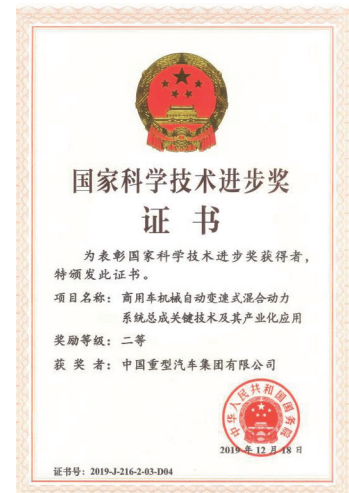 国家科学技术进步奖
证书
为表彰国家科学技术进步奖获得者，
特颁发此证书。
项目名称：商用车机械自动变速式混合动力
系统总成关键技术及其产业化应用
奖励等级：二等
获奖者：中国重型汽车集团有限公司
中华人民共和国国务院
2019年12月18日
证书号：2019-J-216-2-03-D04